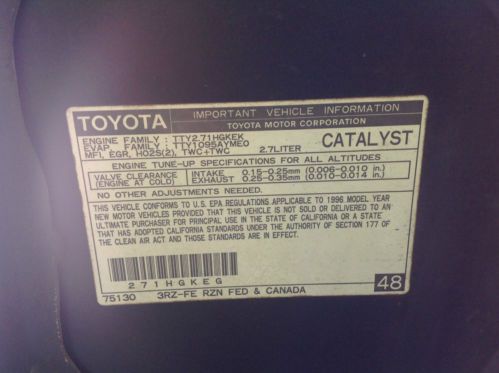 TOYOTA
IMPORTANT VEHICLE INFORMATION
TOYOTA MOTOR CORPORATION
ENGINE FAMILY : TTY2.71HGKEK
EVAP. FAMILY : TTY1095AYMEO
MFI, EGR, HO2S(2), TWC+TWC 2.7LITER
CATALYST
ENGINE TUNE-UP SPECIFICATIONS FOR ALL ALTITUDES
VALVE CLEARANCE INTAKE 0.15-0.25mm (0.006-0.010 in.)
(ENGINE AT COLD) EXHAUST 0.25-0.35mm (0.010-0.014 in.)
NO OTHER ADJUSTMENTS NEEDED.
THIS VEHICLE CONFORMS TO U.S. EPA REGULATIONS APPLICABLE TO 1996 MODEL YEAR
NEW MOTOR VEHICLES PROVIDED THAT THIS VEHICLE IS NOT SOLD OR DELIVERED TO AN
ULTIMATE PURCHASER FOR PRINCIPAL USE IN THE STATE OF CALIFORNIA OR A STATE
THAT HAS ADOPTED CALIFORNIA STANDARDS UNDER THE AUTHORITY OF SECTION 177 OF
THE CLEAN AIR ACT AND THOSE STANDARDS ARE IN EFFECT.
271HGKEG
75130 3RZ-FE RZN FED & CANADA
48